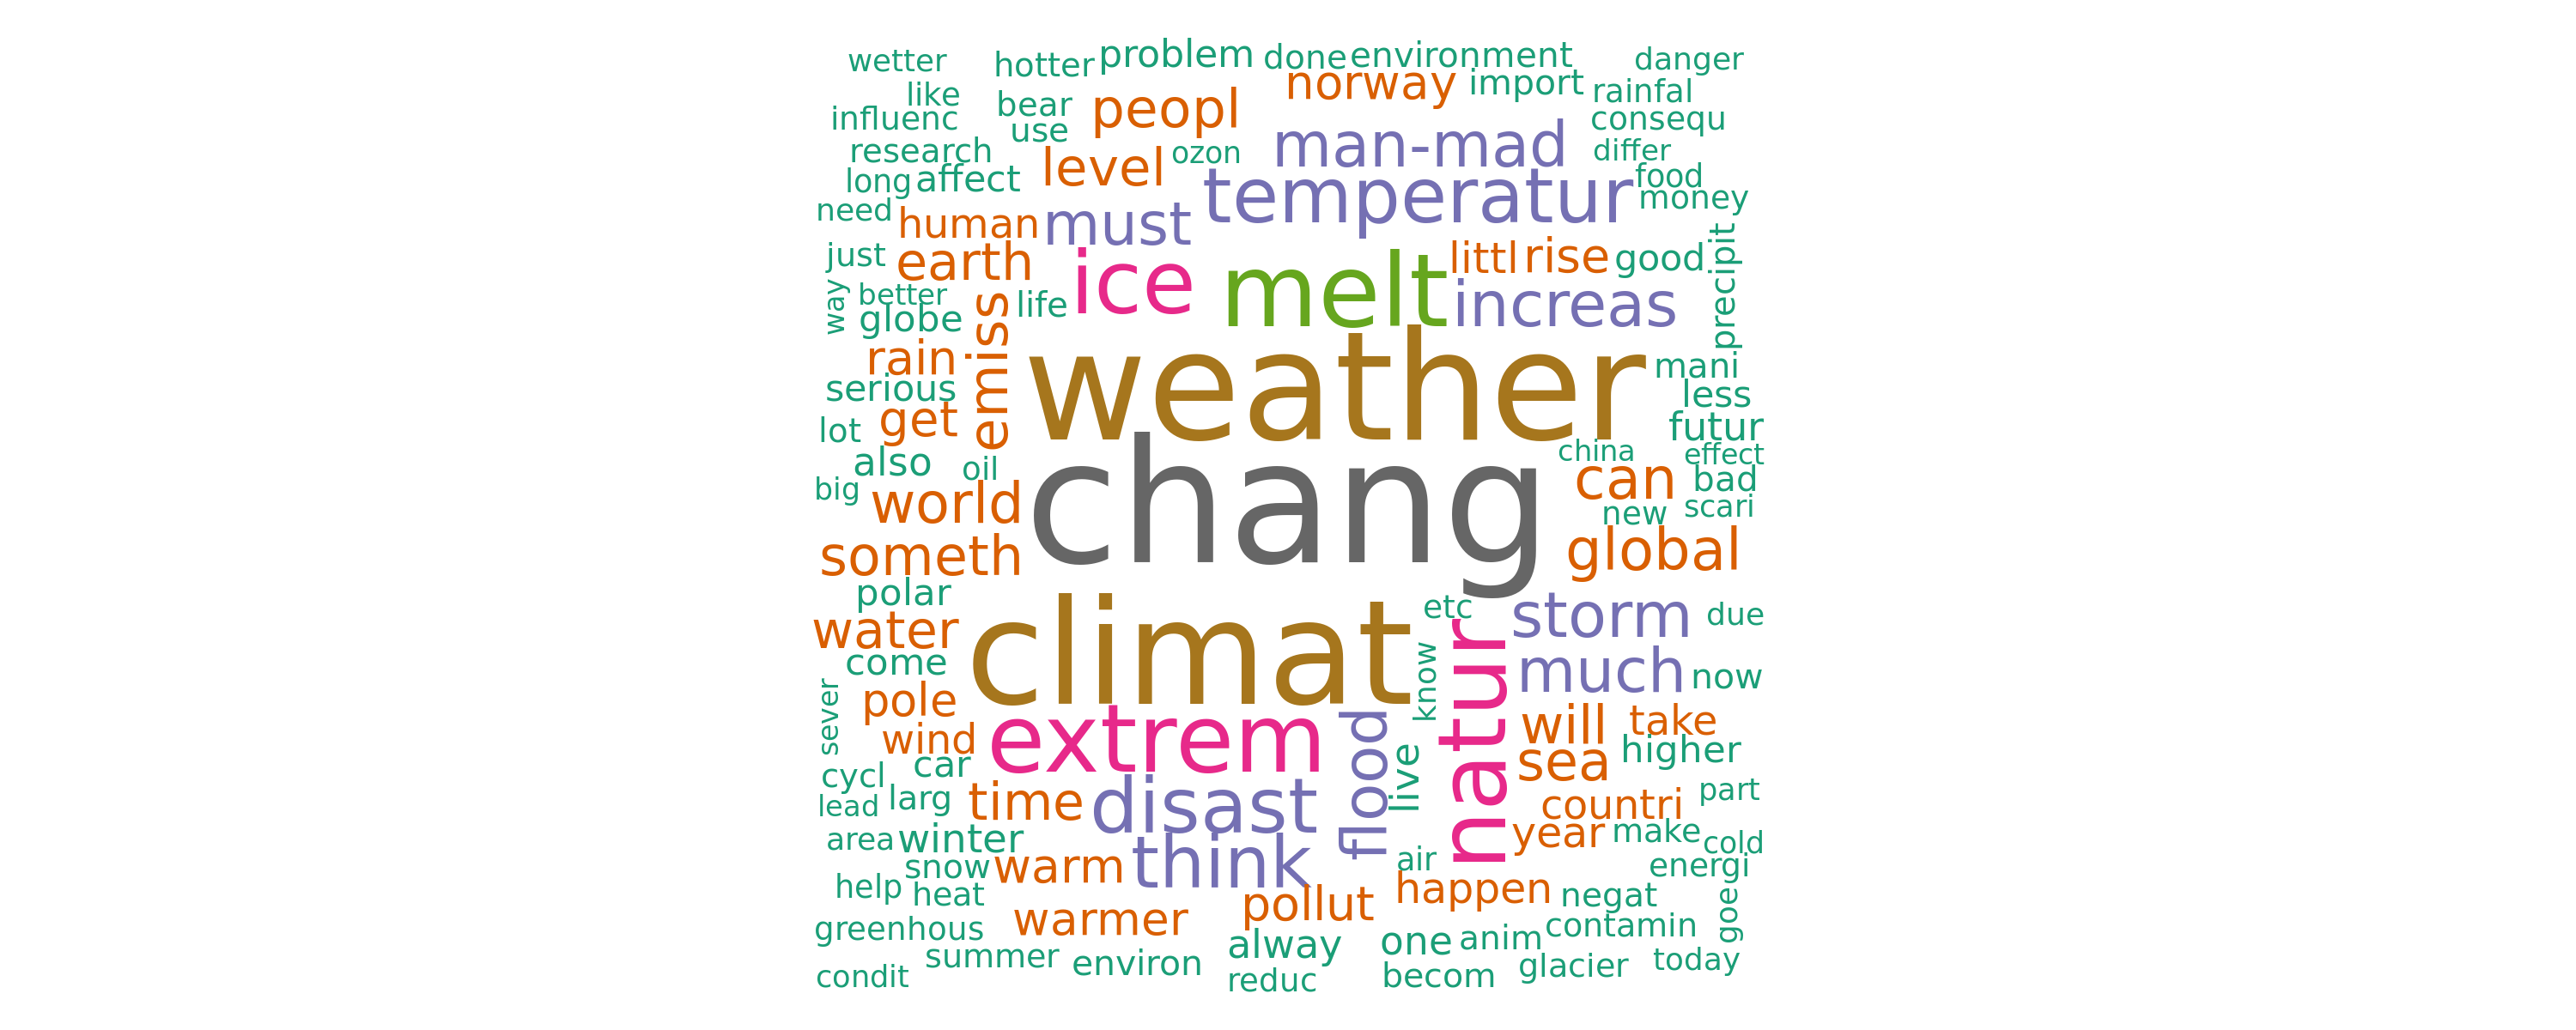 wetter
hotter
problem
done
environment
danger
like
bear
peopl
norway
import
rainfal
influenc
use
man-mad
consequ
research
level
ozon
differ
long
affect
temperatur
food
need
human
must
money
just
earth
ice
melt
littl
rise
good
precipit
way
better
globe
emiss
life
increas
rain
weather
mani
serious
get
less
lot
futur
also
oil
chang
china
effect
can
bad
big
world
new
scari
someth
global
polar
climat
etc
storm
due
water
come
know
natur
much
now
sever
pole
extrem
flood
will
take
wind
car
live
sea
higher
cycl
larg
time
disast
countri
part
lead
area
winter
think
year
make
cold
snow
warm
air
energi
help
heat
pollut
happen
negat
goe
greenhous
warmer
alway
one
anim
contamin
summer
environ
glacier
today
condit
reduc
becom